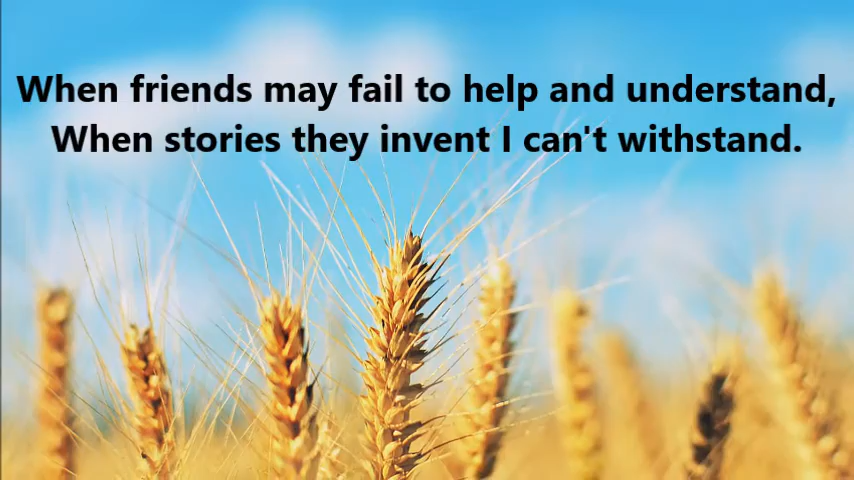 When friends may fail to help and understand,
When stories they invent I can't withstand.